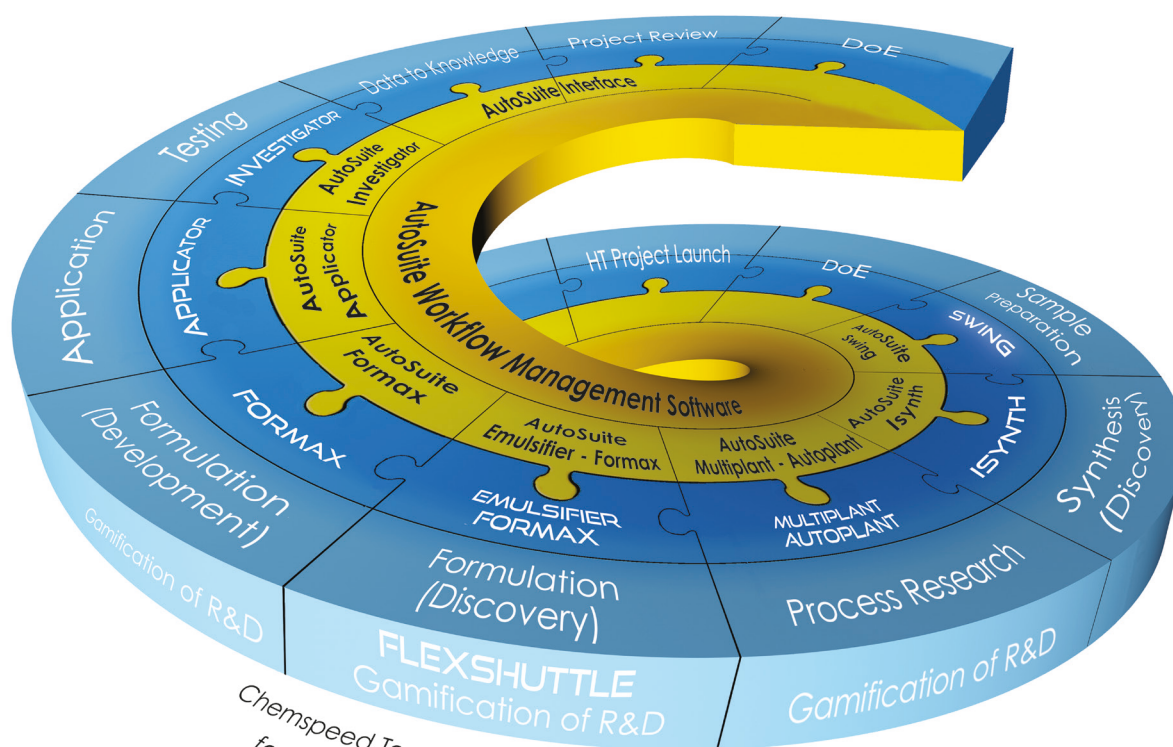 Project Review
DoE
Data to Knowledge
AutoSuite Interface
Testing
INVESTIGATOR
AutoSuite
Investigator
Application
APPLICATOR
AutoSuite
Applicator
AutoSuite Workflow Management Software
HT Project Launch
DoE
Sample
Preparation
SWING
AutoSuite
Swing
AutoSuite
Isynth
ISYNTH
Synthesis
(Discovery)
AutoSuite
Formax
FORMAX
Formulation
(Development)
AutoSuite
Emulsifier - Formax
EMULSIFIER
FORMAX
Formulation
(Discovery)
AutoSuite
Multiplant - Autoplant
MULTIPLANT
AUTOPLANT
Process Research
Gamification of R&D
FLEXSHUTTLE
Gamification of R&D
Gamification of R&D
Chemspeed